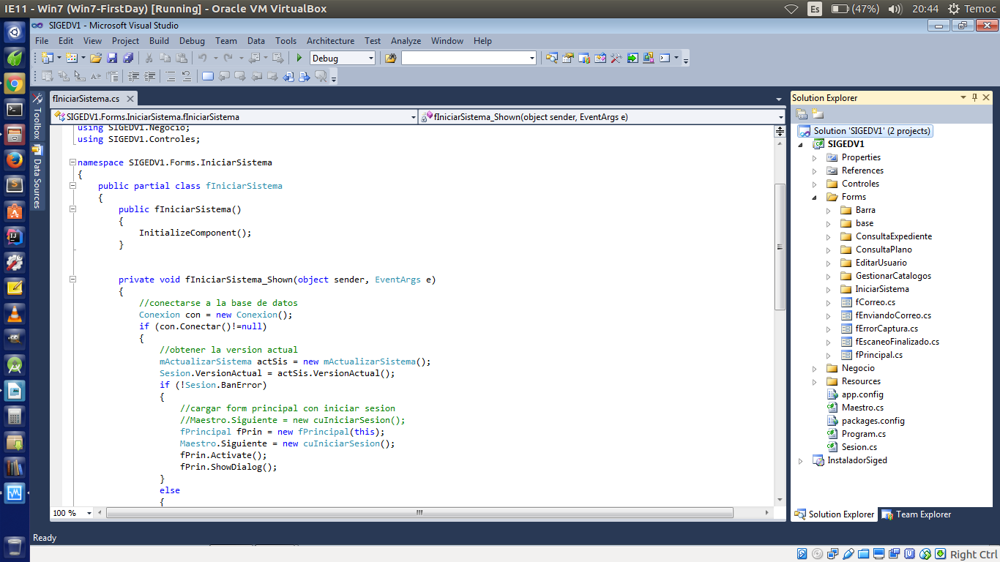 IE11 - Win7 (Win7-FirstDay) [Running] - Oracle VM VirtualBox
Es (47%) 20:44 Temoc
SIGEDV1 - Microsoft Visual Studio
File Edit View Project Build Debug Team Data Tools Architecture Test Analyze Window Help
Debug
fIniciarSistema.cs
SIGEDV1.Forms.IniciarSistema.fIniciarSistema
fIniciarSistema_Shown(object sender, EventArgs e)
Toolbox
Data Sources
using SIGEDV1.Negocio;
using SIGEDV1.Controles;
namespace SIGEDV1.Forms.IniciarSistema
{
public partial class fIniciarSistema
{
public fIniciarSistema()
{
InitializeComponent();
}
private void fIniciarSistema_Shown(object sender, EventArgs e)
{
//conectarse a la base de datos
Conexion con = new Conexion();
if (con.Conectar()!=null)
{
//obtener la version actual
mActualizarSistema actSis = new mActualizarSistema();
Sesion.VersionActual = actSis.VersionActual();
if (!Sesion.BanError)
{
//cargar form principal con iniciar sesion
//Maestro.Siguiente = new cuIniciarSesion();
fPrincipal fPrin = new fPrincipal(this);
Maestro.Siguiente = new cuIniciarSesion();
fPrin.Activate();
fPrin.ShowDialog();
}
else
{
100 %
Solution Explorer
Solution 'SIGEDV1' (2 projects)
SIGEDV1
Properties
References
Controles
Forms
Barra
base
ConsultaExpediente
ConsultaPlano
EditarUsuario
GestionarCatalogos
IniciarSistema
fCorreo.cs
fEnviandoCorreo.cs
fErrorCaptura.cs
fEscaneoFinalizado.cs
fPrincipal.cs
Negocio
Resources
app.config
Maestro.cs
packages.config
Program.cs
Sesion.cs
InstaladorSiged
Solution Explorer
Team Explorer
Ready
Right Ctrl